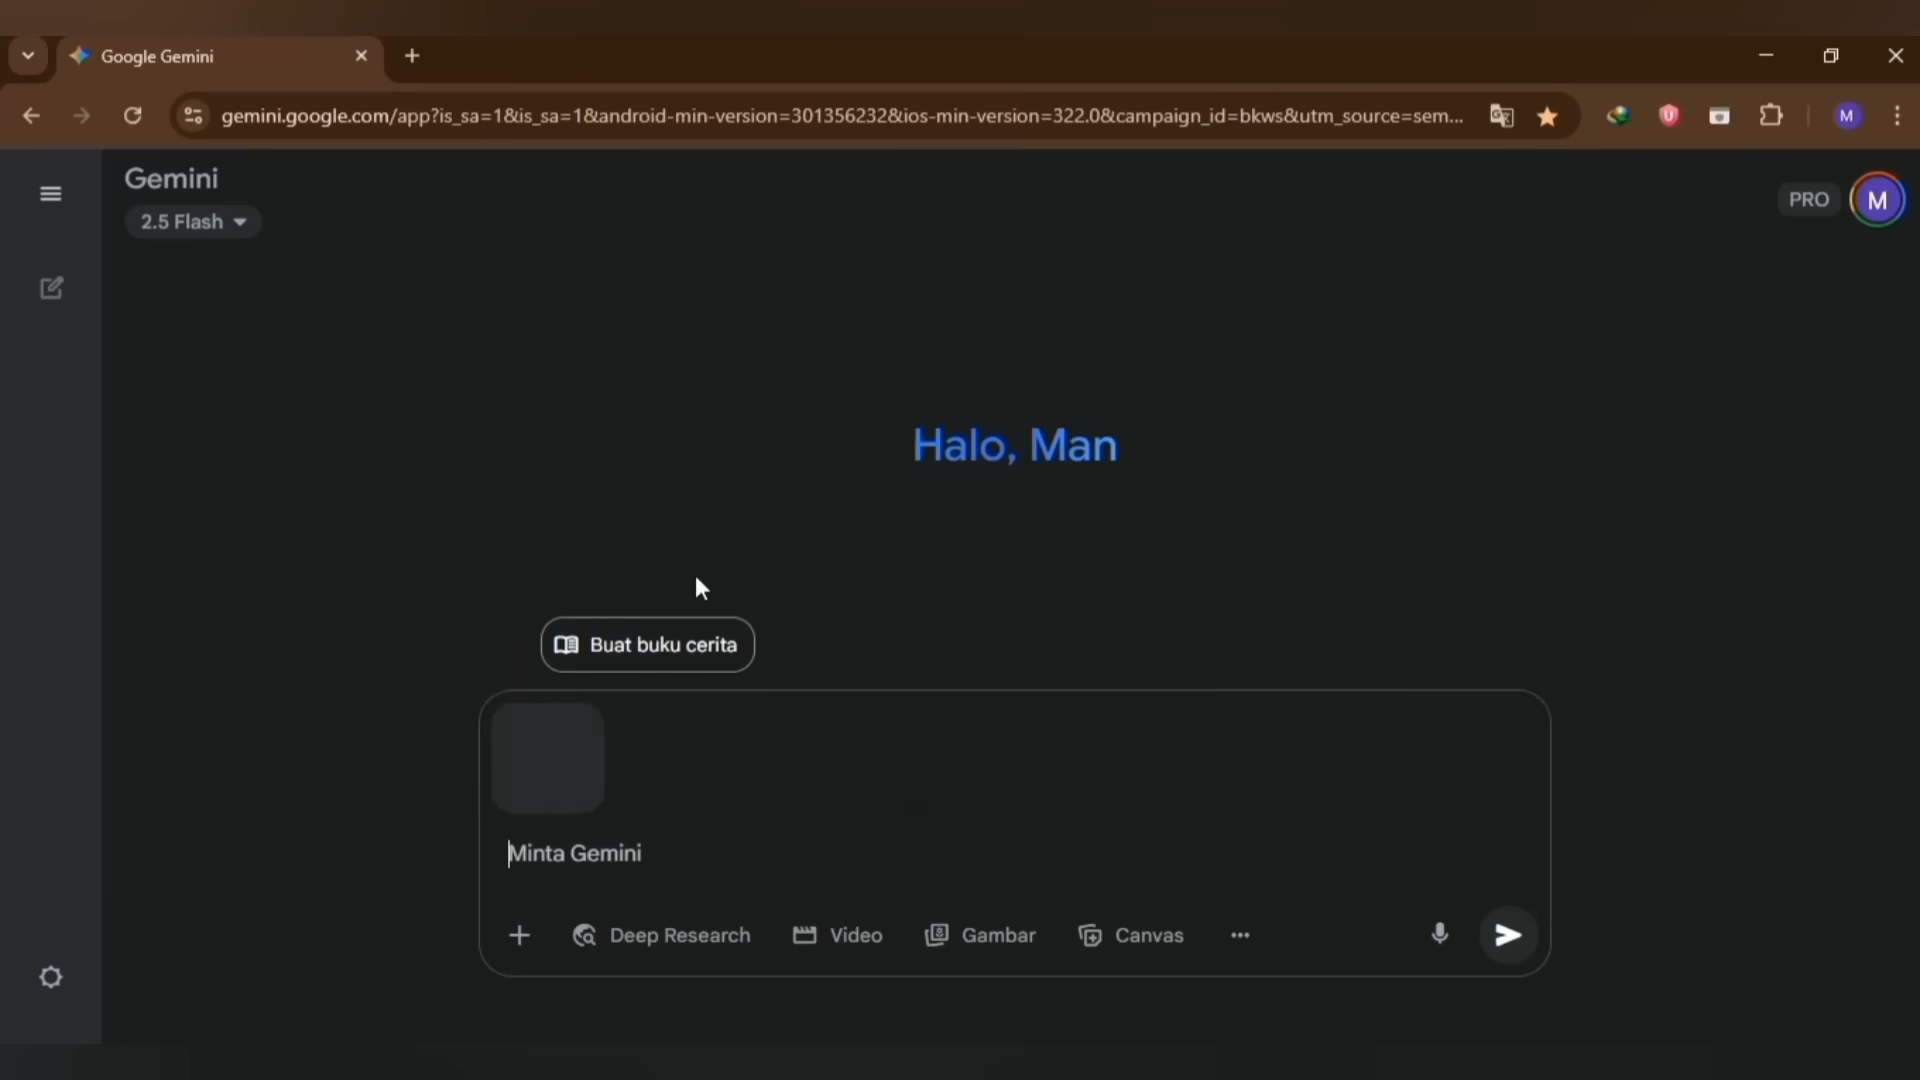 Google Gemini
gemini.google.com/app?is_sa=1&is_sa=1&android-min-version=301356232&ios-min-version=322.0&campaign_id=bkws&utm_source=sem...
M
Gemini
2.5 Flash
PRO
M
Halo, Man
Buat buku cerita
Minta Gemini
Deep Research
Video
Gambar
Canvas